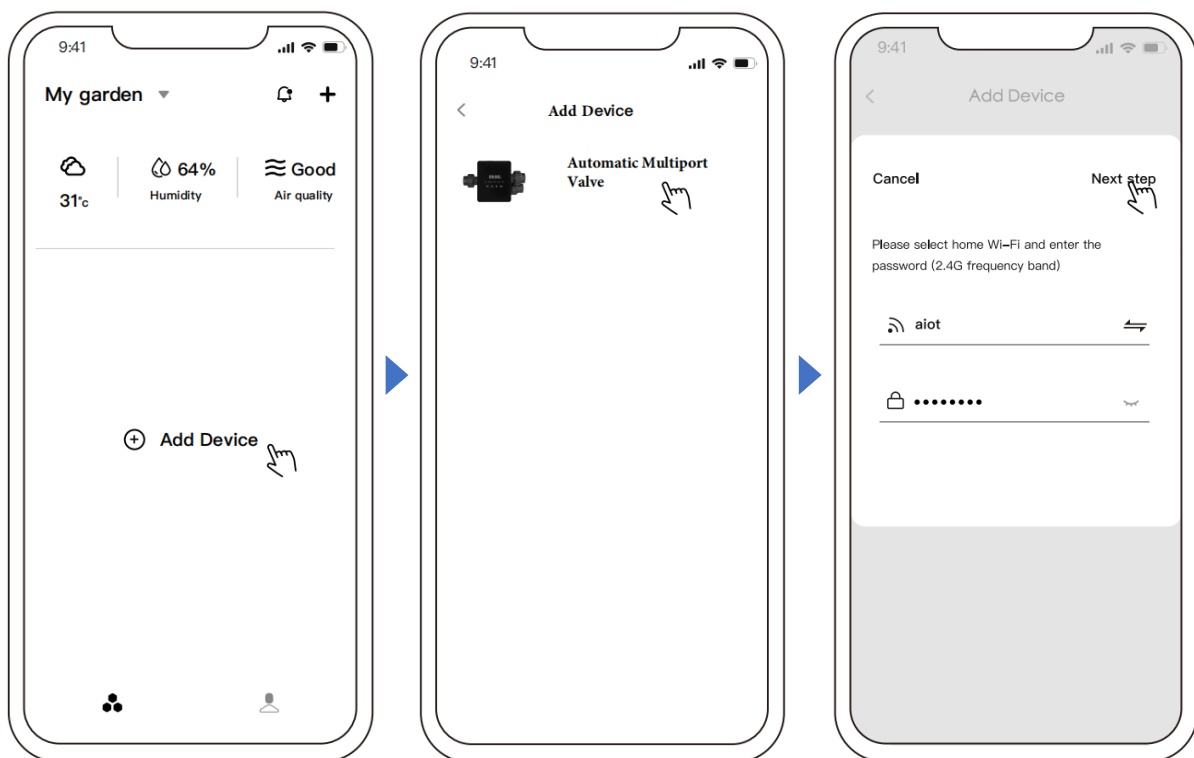 9:41
My garden
31°c
64%
Humidity
Good
Air quality
Add Device
9:41
Add Device
Automatic Multiport
Valve
9:41
Add Device
Cancel
Next step
Please select home Wi-Fi and enter the
password (2.4G frequency band)
aiot
••••••••